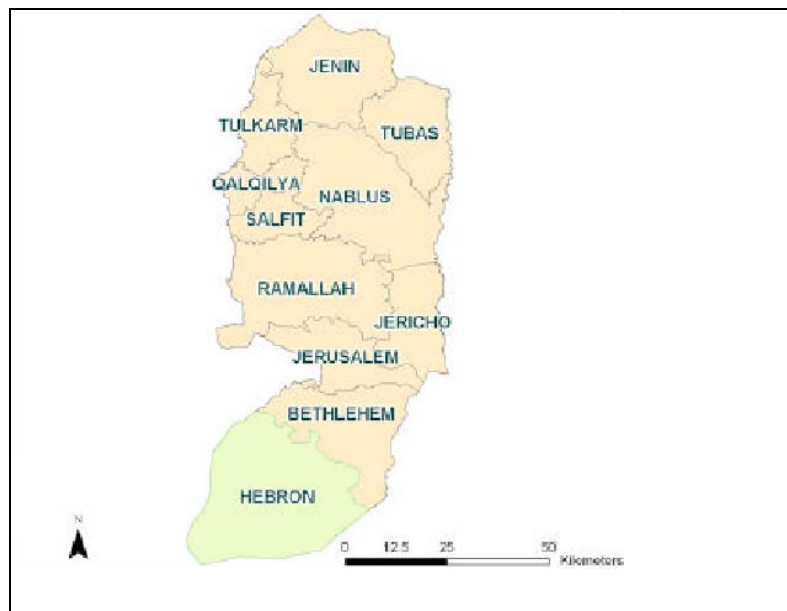 JENIN
TULKARM
TUBAS
QALQILYA
NABLUS
SALFIT
RAMALLAH
JERICHO
JERUSALEM
BETHLEHEM
HEBRON
N
0 12.5 25 50
Kilometers